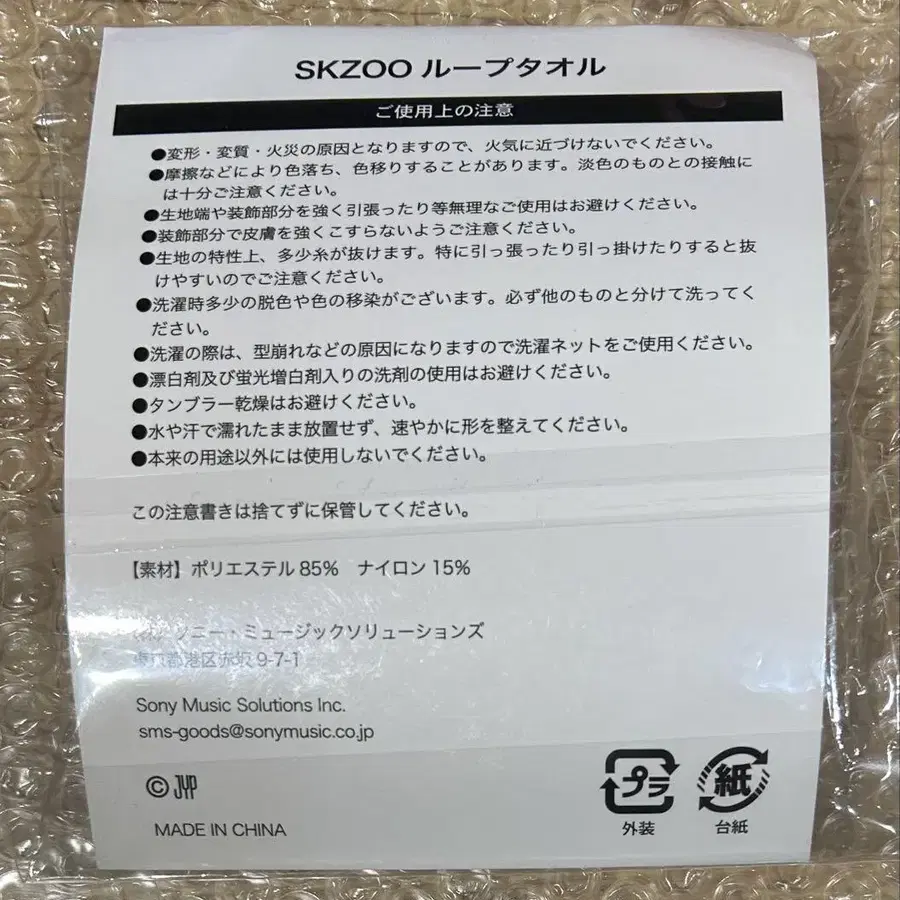 SKZOO ループタオル
ご使用上の注意
●変形・変質・火災の原因となりますので、火気に近づけないでください。
●摩擦などにより色落ち、色移りすることがあります。淡色のものとの接触に
は十分ご注意ください。
●生地端や装飾部分を強く引張ったり等無理なご使用はお避けください。
●装飾部分で皮膚を強くこすらないようご注意ください。
●生地の特性上、多少糸が抜けます。特に引っ張ったり引っ掛けたりすると抜
けやすいのでご注意ください。
●洗濯時多少の脱色や色の移染がございます。必ず他のものと分けて洗ってく
ださい。
●洗濯の際は、型崩れなどの原因になりますので洗濯ネットをご使用ください。
●漂白剤及び蛍光増白剤入りの洗剤の使用はお避けください。
●タンブラー乾燥はお避けください。
●水や汗で濡れたまま放置せず、速やかに形を整えてください。
●本来の用途以外には使用しないでください。
この注意書きは捨てずに保管してください。
【素材】ポリエステル 85% ナイロン 15%
ソニー・ミュージックソリューションズ
東京都港区赤坂 9-7-1
Sony Music Solutions Inc.
sms-goods@sonymusic.co.jp
© JYP
MADE IN CHINA
プラ
外装
紙
台紙